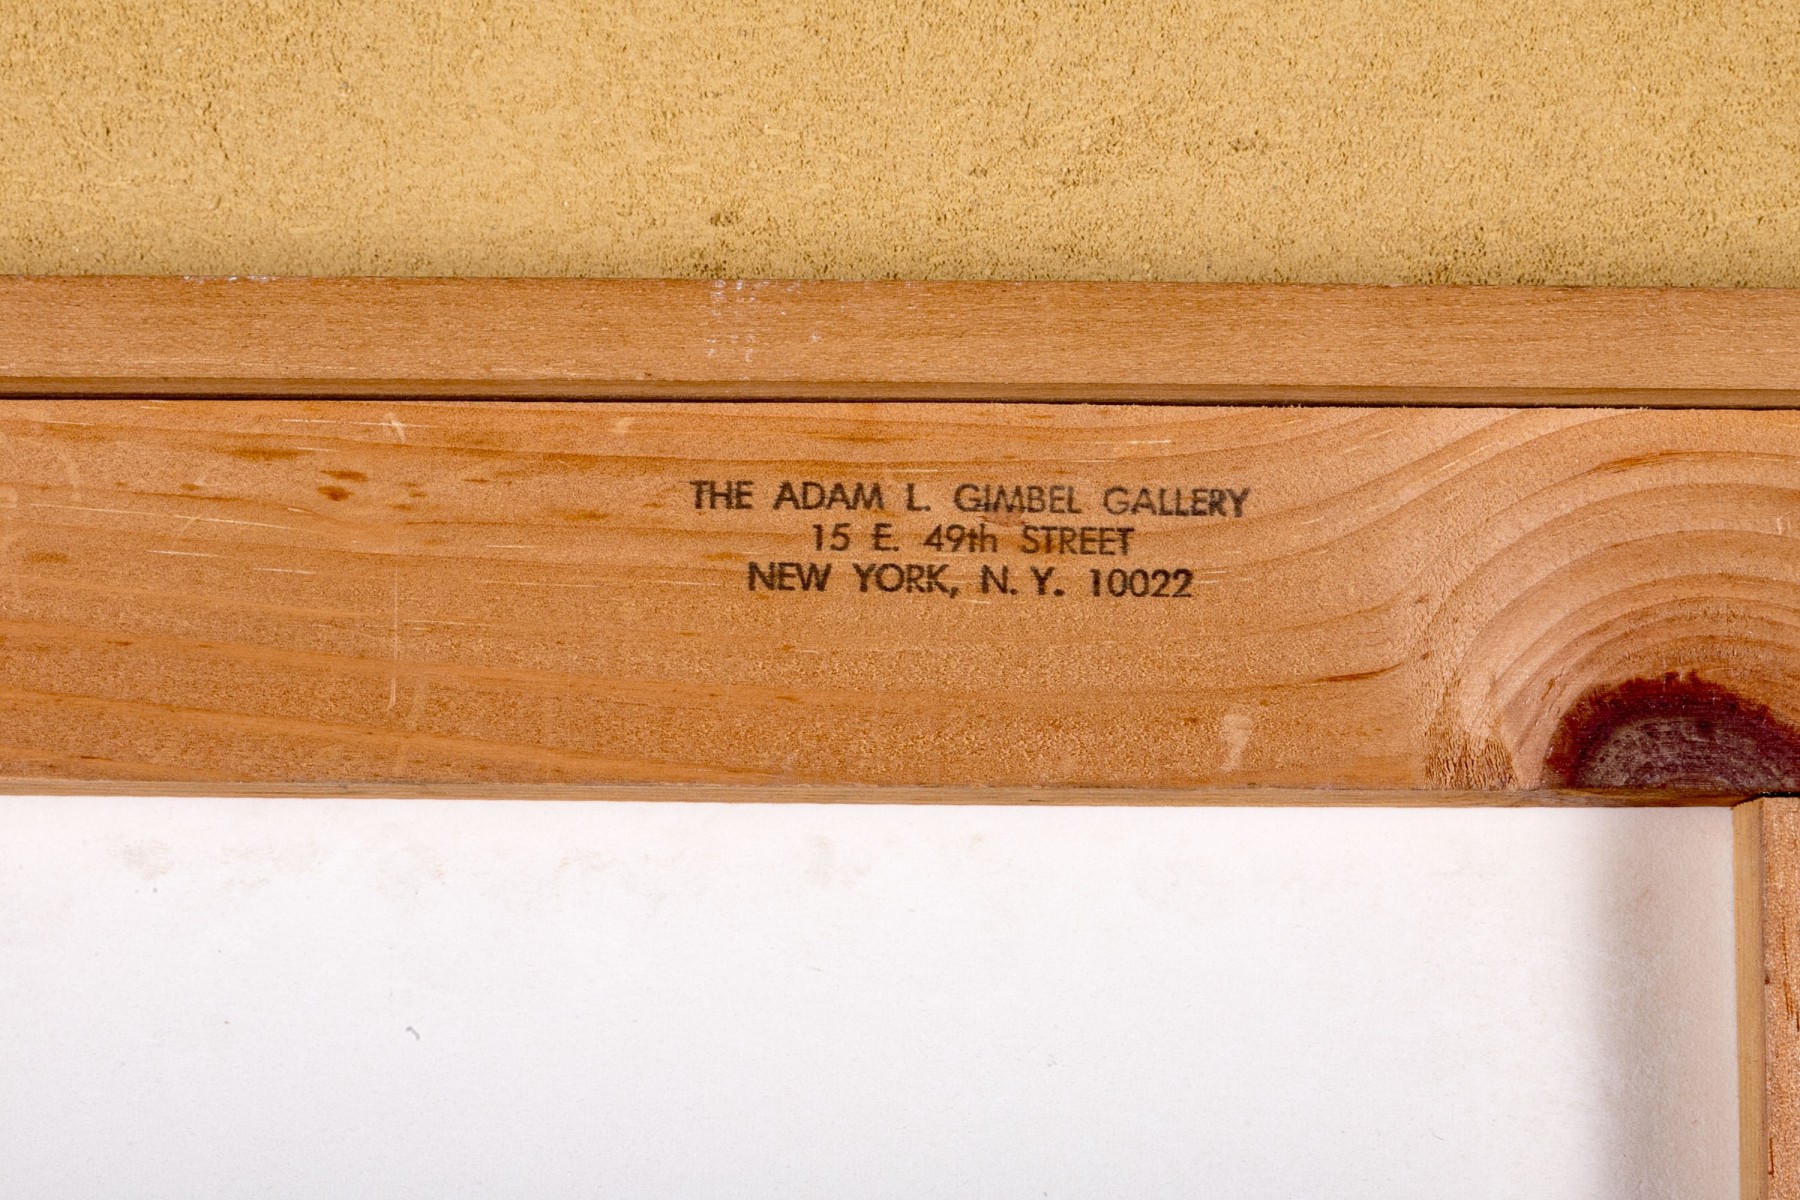 THE ADAM L. GIMBEL GALLERY
15 E. 49th STREET
NEW YORK, N. Y. 10022